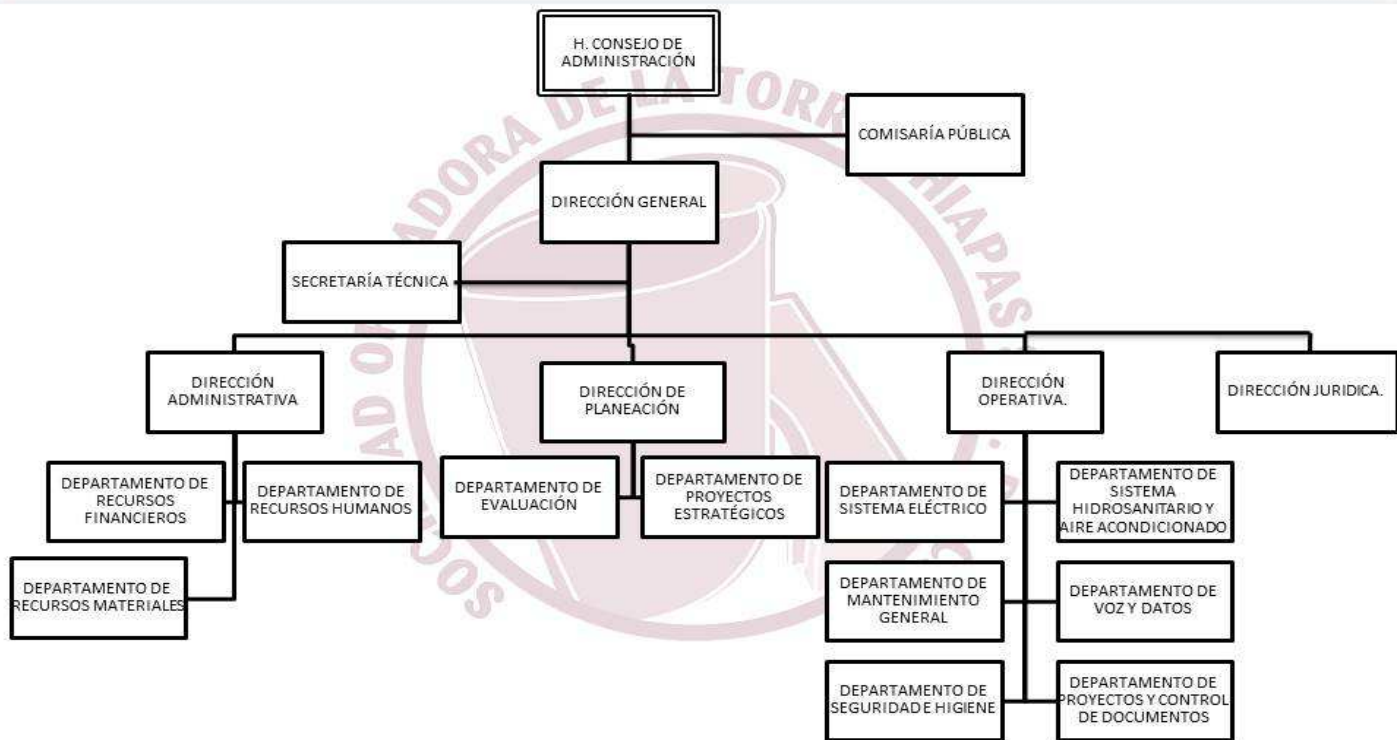 H. CONSEJO DE
ADMINISTRACIÓN
COMISARÍA PÚBLICA
DIRECCIÓN GENERAL
SECRETARÍA TÉCNICA
DIRECCIÓN
ADMINISTRATIVA
DIRECCIÓN DE
PLANEACIÓN
DIRECCIÓN
OPERATIVA.
DIRECCIÓN JURIDICA.
DEPARTAMENTO DE
RECURSOS
FINANCIEROS
DEPARTAMENTO DE
RECURSOS HUMANOS
DEPARTAMENTO DE
RECURSOS MATERIALES
DEPARTAMENTO DE
EVALUACIÓN
DEPARTAMENTO DE
PROYECTOS
ESTRATÉGICOS
DEPARTAMENTO DE
SISTEMA ELÉCTRICO
DEPARTAMENTO DE
SISTEMA
HIDROSANITARIO Y
AIRE ACONDICIONADO
DEPARTAMENTO DE
MANTENIMIENTO
GENERAL
DEPARTAMENTO DE
VOZ Y DATOS
DEPARTAMENTO DE
SEGURIDAD E HIGIENE
DEPARTAMENTO DE
PROYECTOS Y CONTROL
DE DOCUMENTOS
DE LA